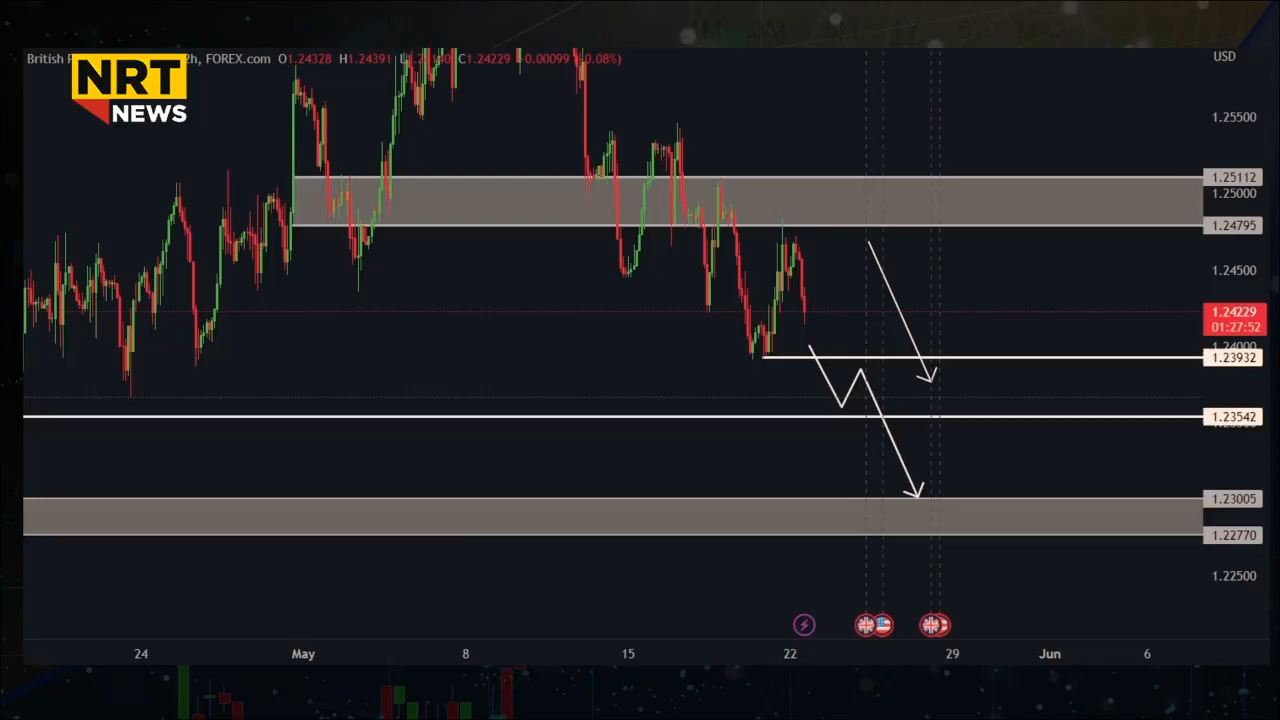 NRT
NEWS
British 2h, FOREX.com O1.24328 H1.24391 C1.24229 -0.00099
USD
1.25500
1.25112
1.25000
1.24795
1.24500
1.24229
01:27:52
1.24000
1.23932
1.23542
1.23005
1.22770
1.22500
24 May 8 15 22 29 Jun 6